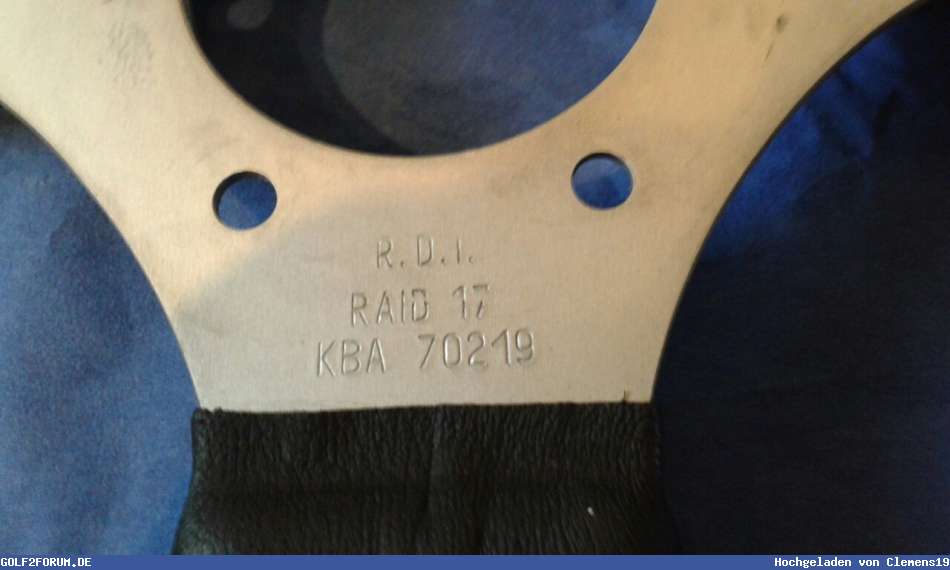 R.D.I.
RAID 17
KBA 70219
GOLF2FORUM.DE
Hochgeladen von Clemens19